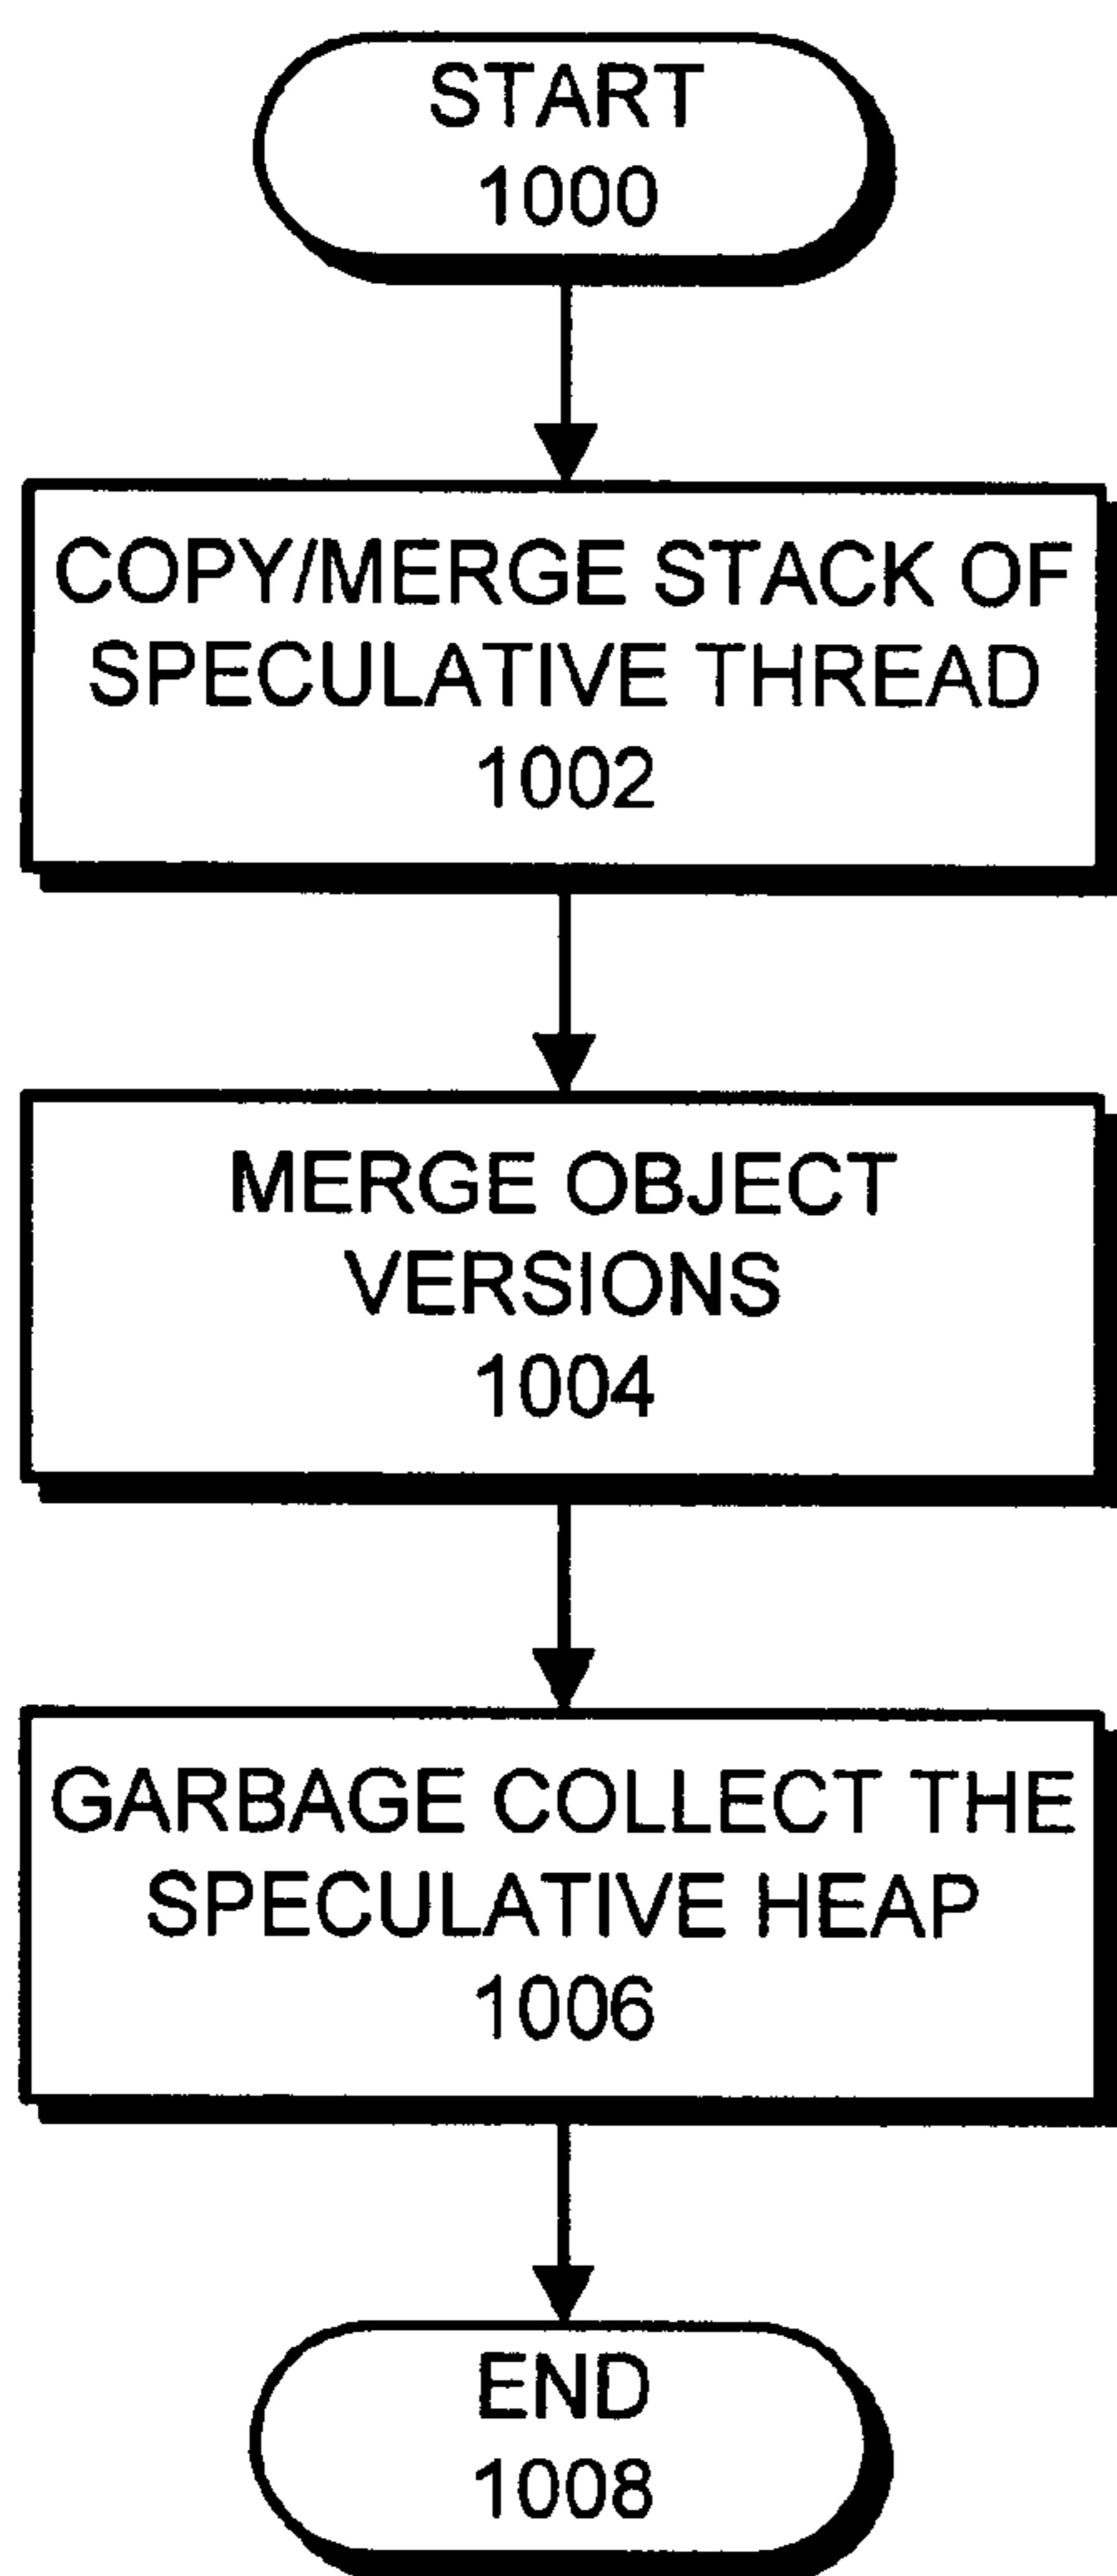 START
1000
COPY/MERGE STACK OF
SPECULATIVE THREAD
1002
MERGE OBJECT
VERSIONS
1004
GARBAGE COLLECT THE
SPECULATIVE HEAP
1006
END
1008